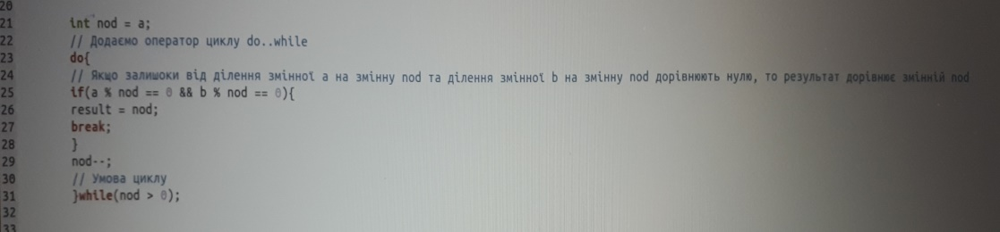 20
21 int nod = a;
22 // Додаємо оператор циклу do..while
23 do{
24 // Якщо залишоки від ділення змінної a на змінну nod та ділення змінної b на змінну nod дорівнюють нулю, то результат дорівнює змінній nod
25 if(a % nod == 0 && b % nod == 0){
26 result = nod;
27 break;
28 }
29 nod--;
30 // Умова циклу
31 }while(nod > 0);
32
33